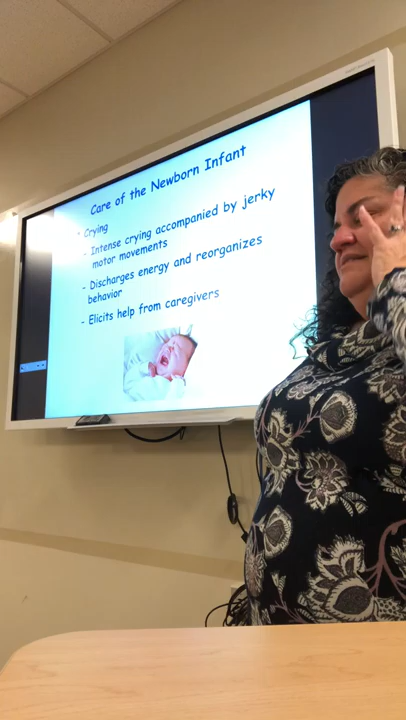 Care of the Newborn Infant
• Crying
- Intense crying accompanied by jerky
motor movements
- Discharges energy and reorganizes
behavior
- Elicits help from caregivers